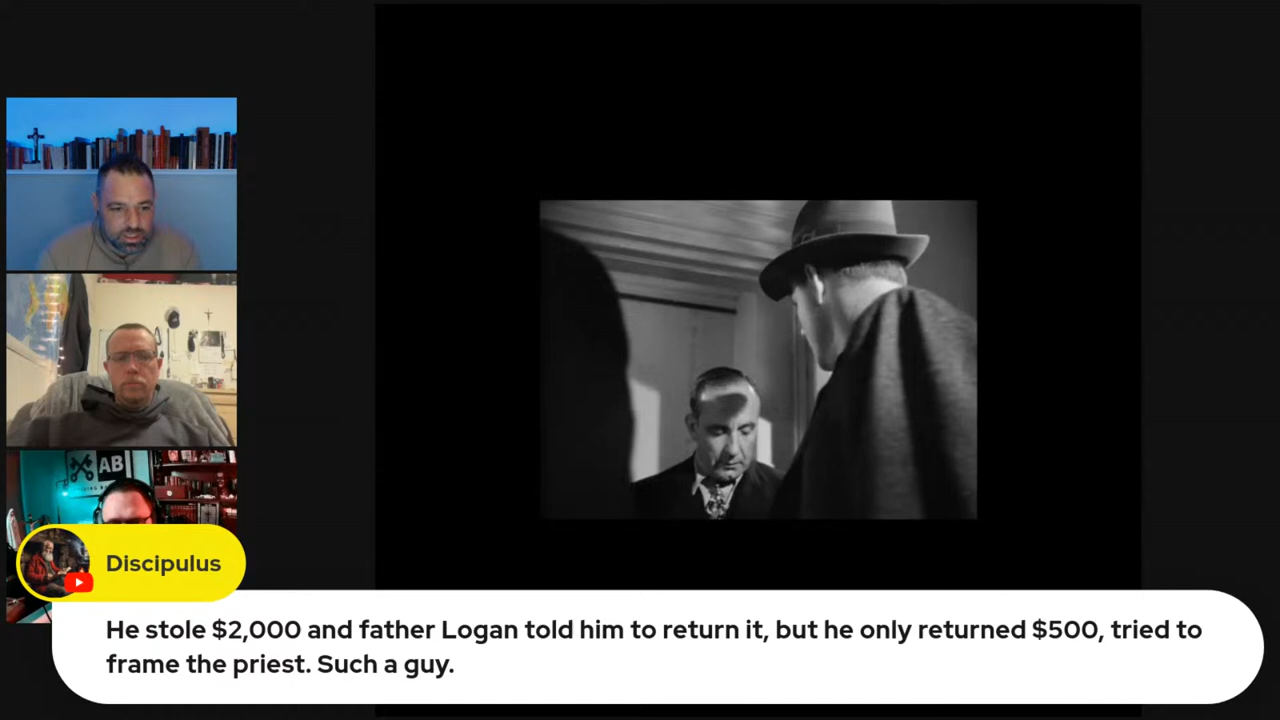 AB
Discipulus
He stole $2,000 and father Logan told him to return it, but he only returned $500, tried to
frame the priest. Such a guy.